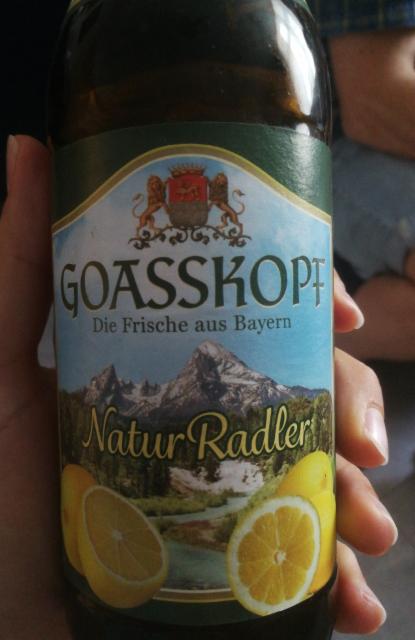 GOASSKOPF
Die Frische aus Bayern
NaturRadler